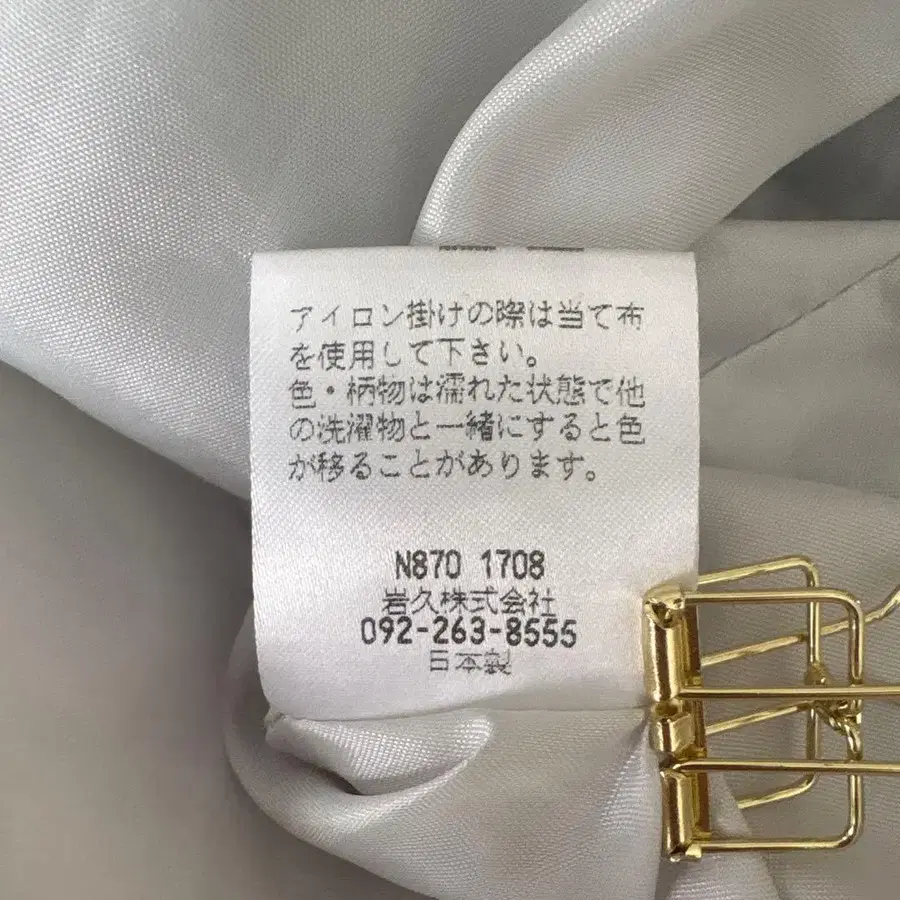 アイロン掛けの際は当て布
を使用して下さい。
色・柄物は濡れた状態で他
の洗濯物と一緒にすると色
が移ることがあります。
N870 1708
岩久株式会社
092-263-8555
日本製